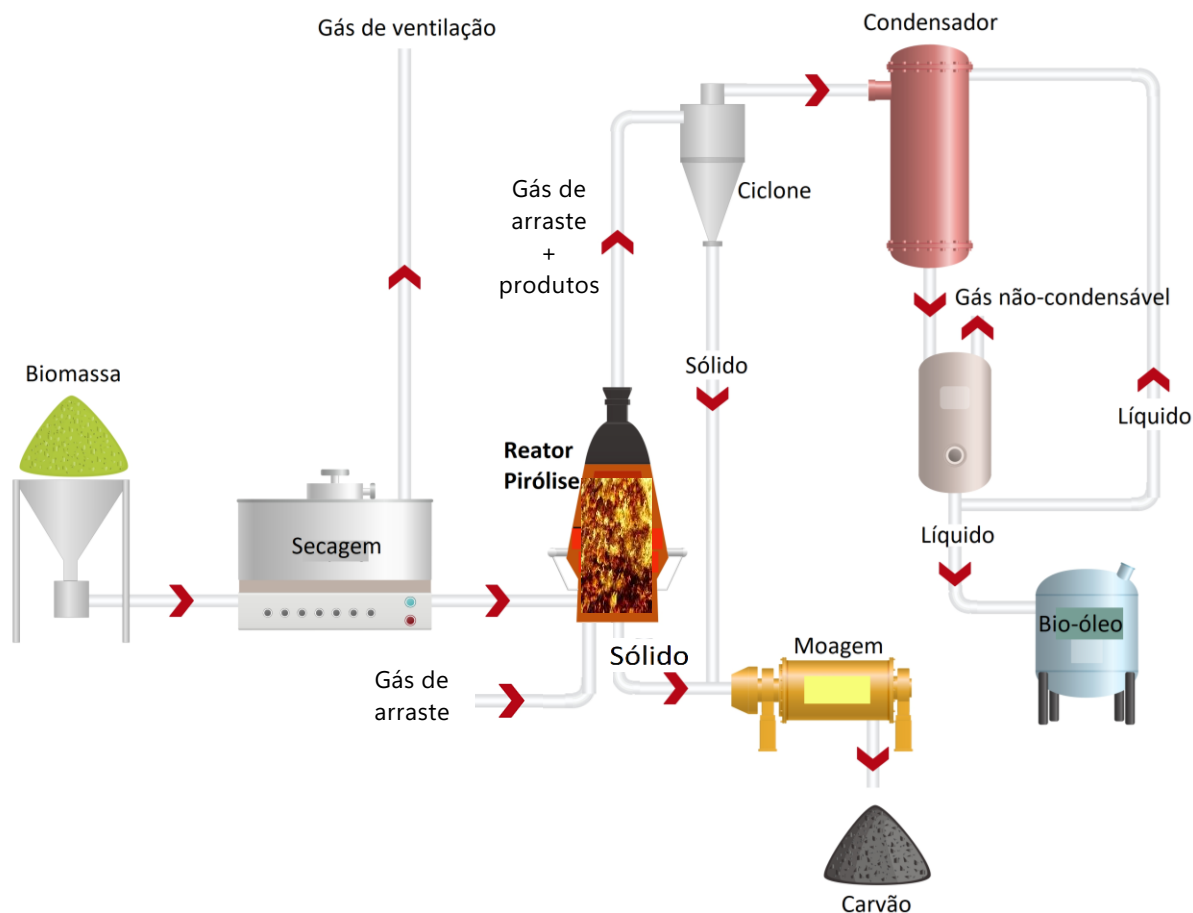 Condensador
Gás de ventilação
Gás de
arraste
+
produtos
Ciclone
Gás não-condensável
Biomassa
Sólido
Líquido
Reator
Pirólise
Secagem
Líquido
Bio-óleo
Sólido
Moagem
Gás de
arraste
Carvão